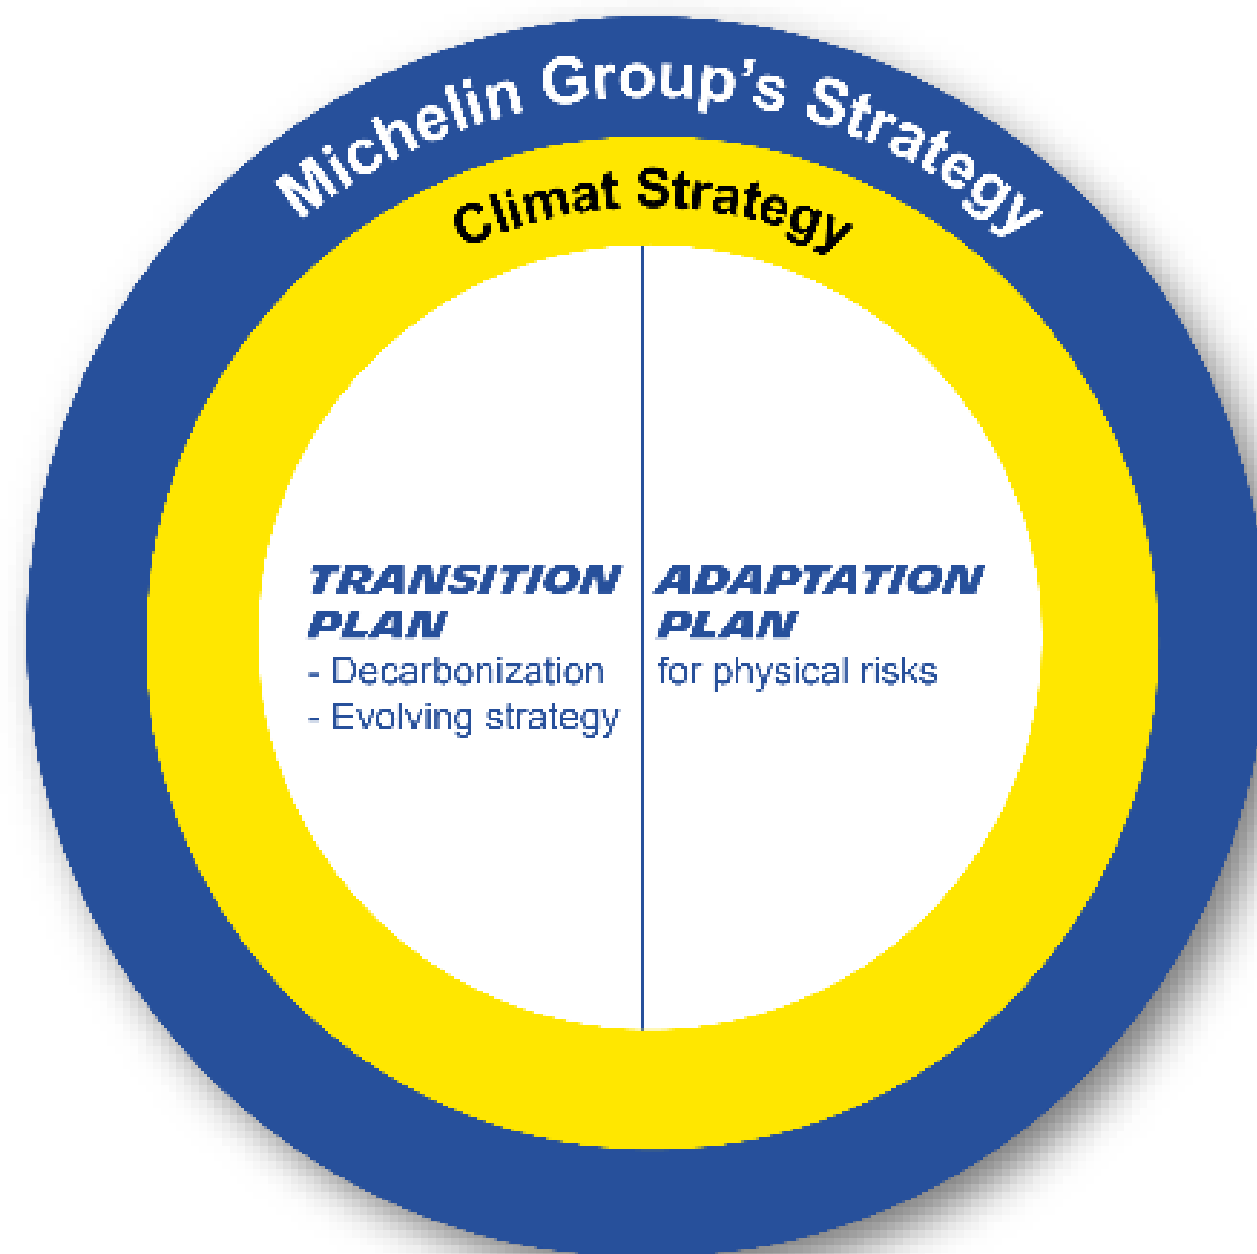 Michelin Group's Strategy
Climat Strategy
TRANSITION
PLAN
- Decarbonization
- Evolving strategy
ADAPTATION
PLAN
for physical risks